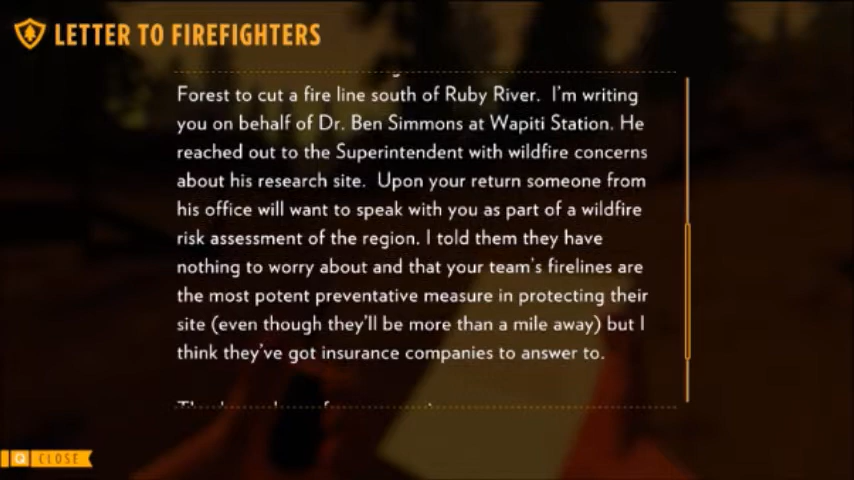 LETTER TO FIREFIGHTERS
Forest to cut a fire line south of Ruby River. I'm writing
you on behalf of Dr. Ben Simmons at Wapiti Station. He
reached out to the Superintendent with wildfire concerns
about his research site. Upon your return someone from
his office will want to speak with you as part of a wildfire
risk assessment of the region. I told them they have
nothing to worry about and that your team's firelines are
the most potent preventative measure in protecting their
site (even though they'll be more than a mile away) but I
think they've got insurance companies to answer to.
Q CLOSE